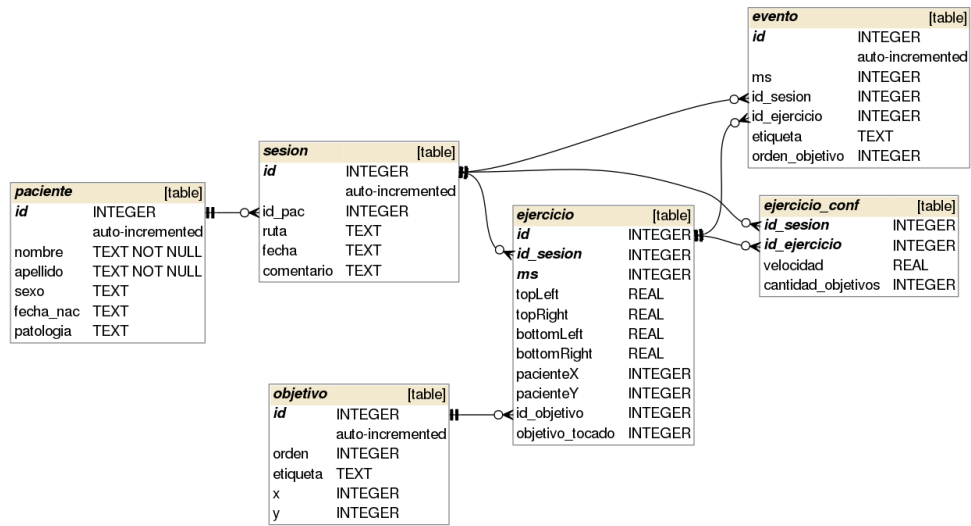 paciente [table]
id INTEGER
auto-incremented
nombre TEXT NOT NULL
apellido TEXT NOT NULL
sexo TEXT
fecha_nac TEXT
patologia TEXT
sesion [table]
id INTEGER
auto-incremented
id_pac INTEGER
ruta TEXT
fecha TEXT
comentario TEXT
objetivo [table]
id INTEGER
auto-incremented
orden INTEGER
etiqueta TEXT
x INTEGER
y INTEGER
ejercicio [table]
id INTEGER
id_sesion INTEGER
ms INTEGER
topLeft REAL
topRight REAL
bottomLeft REAL
bottomRight REAL
pacienteX INTEGER
pacienteY INTEGER
id_objetivo INTEGER
objetivo_tocado INTEGER
evento [table]
id INTEGER
auto-incremented
ms INTEGER
id_sesion INTEGER
id_ejercicio INTEGER
etiqueta TEXT
orden_objetivo INTEGER
ejercicio_conf [table]
id_sesion INTEGER
id_ejercicio INTEGER
velocidad REAL
cantidad_objetivos INTEGER